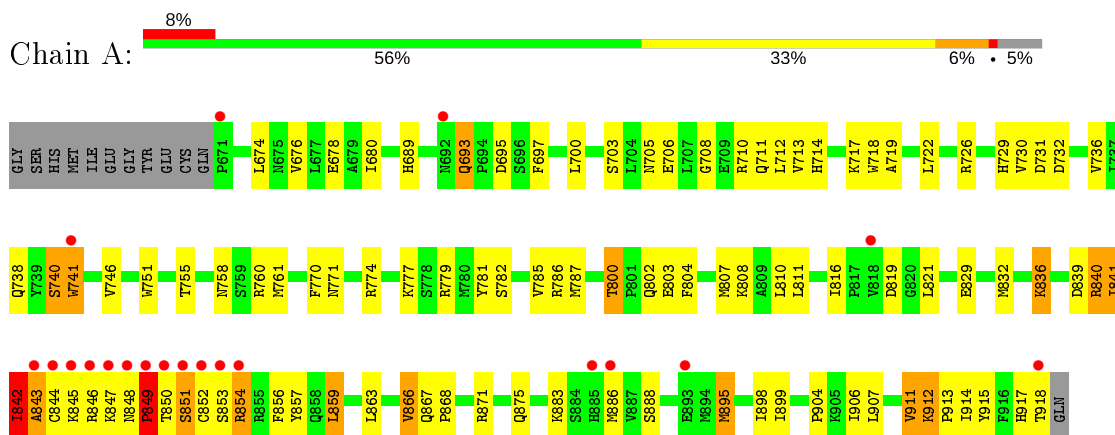 8%
Chain A:
56% 33% 6% • 5%
GLY SER HIS MET ILE GLU GLY TYR GLU CYS GLN P671 L674 N675 V676 L677 E678 A679 I680 H689 N692 Q693 P694 D695 S696 F697 L700 S703 L704 N705 E706 L707 G708 E709 R710 Q711 L712 V713 H714 K717 W718 A719 L722 R726 H729 V730 D731 D732 V736 I737
Q738 Y739 S740 W741 V746 W751 T755 N758 S759 R760 M761 F770 N771 R774 K777 S778 R779 M780 Y781 S782 V785 R786 M787 T800 P801 Q802 E803 F804 M807 K808 A809 L810 L811 I816 P817 V818 D819 G820 L821 E829 M832 K836 D839 R840 I841
I842 A843 C844 K845 R846 K847 N848 P849 T850 S851 C852 S853 R854 R855 F856 Y857 Q858 L859 L863 V866 Q867 P868 R871 Q875 K883 S884 H885 M886 V887 S888 P893 M894 M895 I898 I899 P904 K905 I906 L907 V911 K912 P913 I914 Y915 F916 H917 T918 GLN